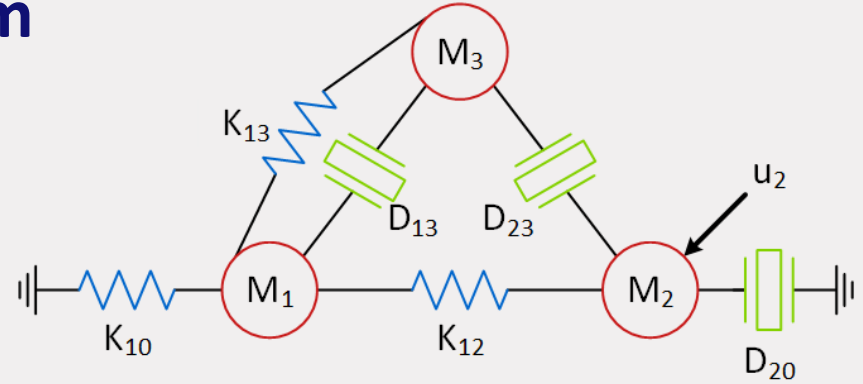 m
M₃
K₁₃
u₂
D₁₃ D₂₃
M₁ M₂
K₁₀ K₁₂
D₂₀